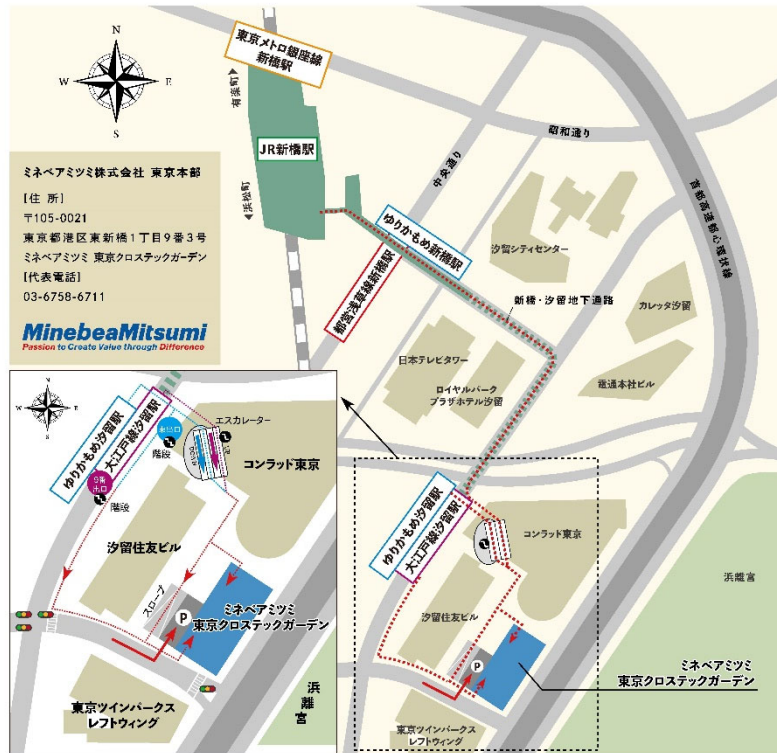 東京メトロ銀座線
新橋駅
N
W
E
S
有楽町
JR新橋駅
浜松町
昭和通り
中央通り
首都高速都心環状線
ミネベアミツミ株式会社 東京本部
[住 所]
〒105-0021
東京都港区東新橋1丁目9番3号
ミネベアミツミ 東京クロステックガーデン
[代表電話]
03-6758-6711
MinebeaMitsumi
Passion to Create Value through Difference
ゆりかもめ新橋駅
都営浅草線新橋駅
汐留シティセンター
新橋・汐留地下通路
カレッタ汐留
日本テレビタワー
ロイヤルパーク
プラザホテル汐留
電通本社ビル
ゆりかもめ汐留駅
大江戸線汐留駅
コンラッド東京
汐留住友ビル
浜離宮
P
ミネベアミツミ
東京クロステックガーデン
東京ツインパークス
レフトウィング
N
W
E
S
ゆりかもめ汐留駅
大江戸線汐留駅
東出口
階段
エスカレーター
コンラッド東京
9番
出口
階段
汐留住友ビル
スロープ
P
ミネベアミツミ
東京クロステックガーデン
東京ツインパークス
レフトウィング
浜離宮